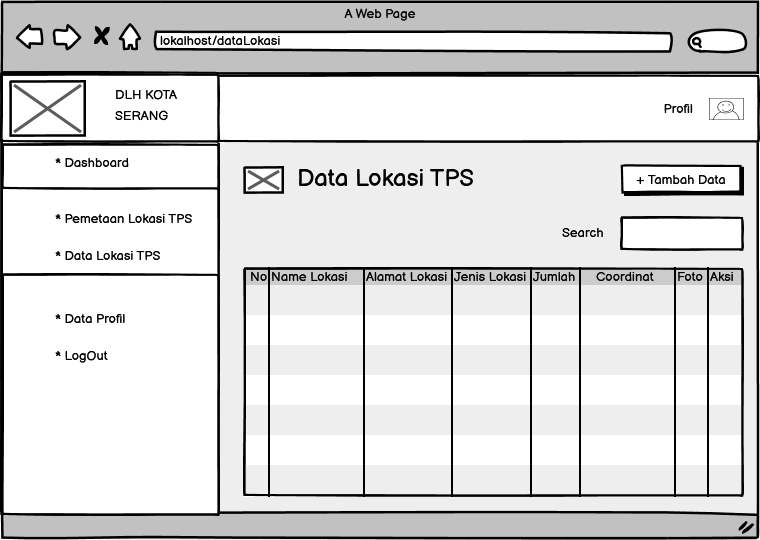 A Web Page
lokalhost/dataLokasi
DLH KOTA
SERANG
Profil
* Dashboard
* Pemetaan Lokasi TPS
* Data Lokasi TPS
* Data Profil
* LogOut
Data Lokasi TPS
+ Tambah Data
Search
No Name Lokasi Alamat Lokasi Jenis Lokasi Jumlah Coordinat Foto Aksi